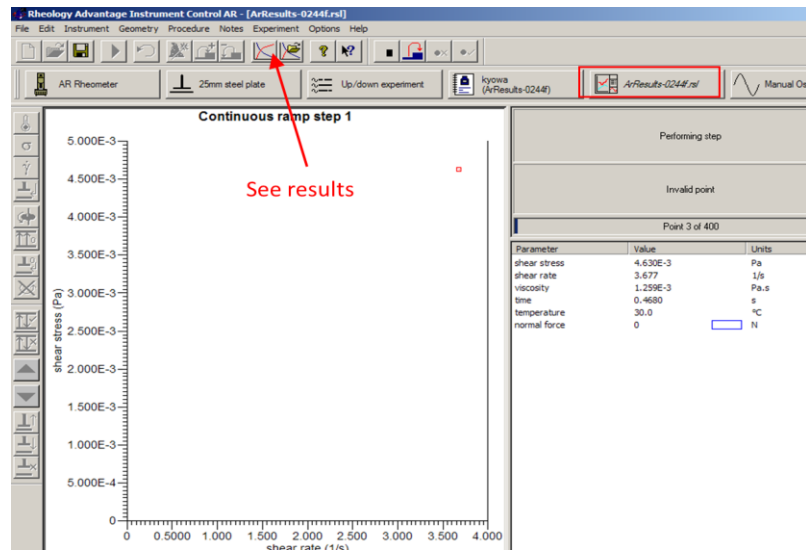 Rheology Advantage Instrument Control AR - [ArResults-0244f.rsl]
File Edit Instrument Geometry Procedure Notes Experiment Options Help
AR Rheometer
25mm steel plate
Up/down experiment
kyowa
(ArResults-0244f)
ArResults-0244f.rsl
Manual Os
Continuous ramp step 1
See results
5.000E-3
4.500E-3
4.000E-3
3.500E-3
3.000E-3
2.500E-3
2.000E-3
1.500E-3
1.000E-3
5.000E-4
0
shear stress (Pa)
0 0.5000 1.000 1.500 2.000 2.500 3.000 3.500 4.000
shear rate (1/s)
Performing step
Invalid point
Point 3 of 400
Parameter Value Units
shear stress 4.630E-3 Pa
shear rate 3.677 1/s
viscosity 1.259E-3 Pa.s
time 0.4680 s
temperature 30.0 °C
normal force 0 N